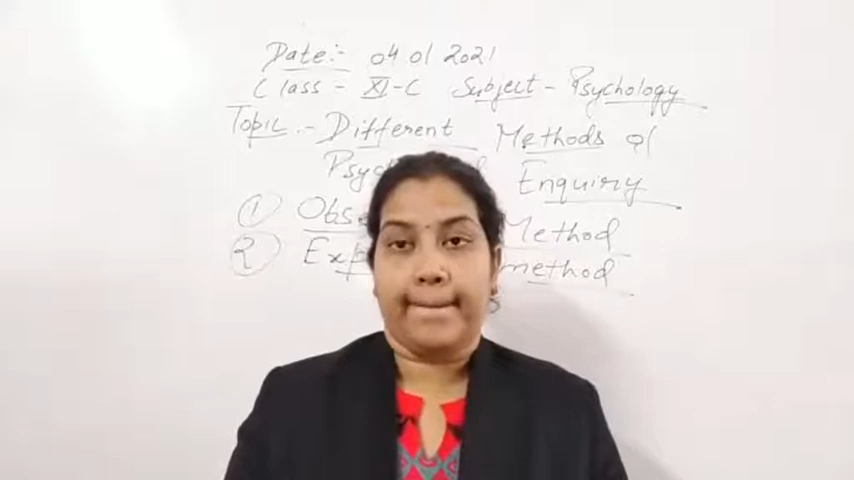 Date:- 04 01 2021
Class - XI-C Subject - Psychology
Topic.- Different Methods of
Enquiry
① Method
② method